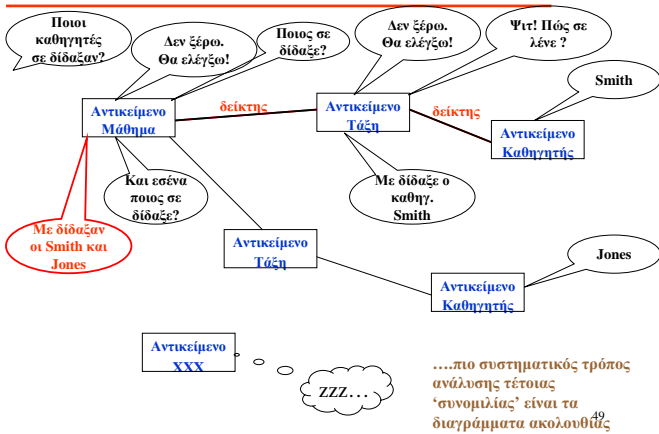 Ποιοι
καθηγητές
σε δίδαξαν?
Δεν ξέρω.
Θα ελέγξω!
Ποιος σε
δίδαξε?
Δεν ξέρω.
Θα ελέγξω!
Ψιτ! Πώς σε
λένε ?
Smith
Αντικείμενο
Μάθημα
δείκτης
Αντικείμενο
Τάξη
δείκτης
Αντικείμενο
Καθηγητής
Και εσένα
ποιος σε
δίδαξε?
Με δίδαξε ο
καθηγ.
Smith
Με δίδαξαν
οι Smith και
Jones
Αντικείμενο
Τάξη
Jones
Αντικείμενο
Καθηγητής
Αντικείμενο
XXX
ZZZ…
….πιο συστηματικός τρόπος
ανάλυσης τέτοιας
‘συνομιλίας’ είναι τα
διαγράμματα ακολουθίας
49